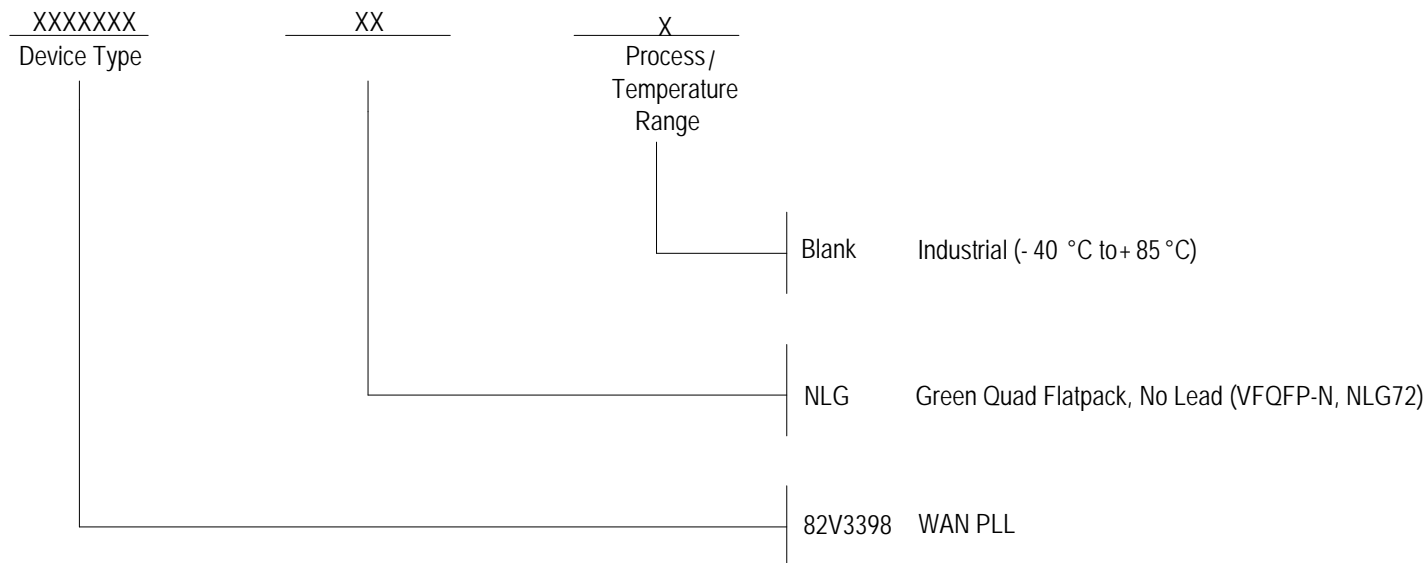 XXXXXXX XX X
Device Type Process/
Temperature
Range
Blank Industrial (- 40 °C to + 85 °C)
NLG Green Quad Flatpack, No Lead (VFQFP-N, NLG72)
82V3398 WAN PLL